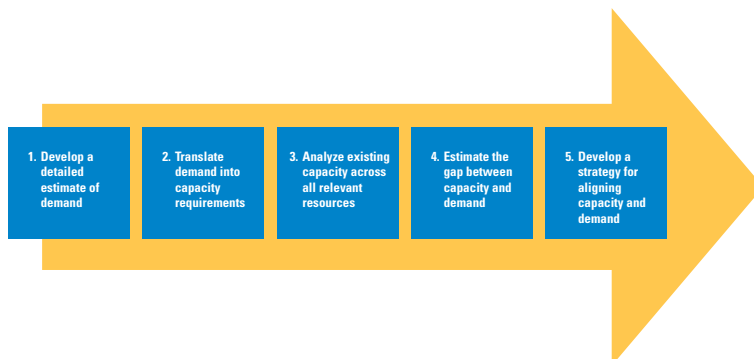 1. Develop a
detailed
estimate of
demand
2. Translate
demand into
capacity
requirements
3. Analyze existing
capacity across
all relevant
resources
4. Estimate the
gap between
capacity and
demand
5. Develop a
strategy for
aligning
capacity and
demand